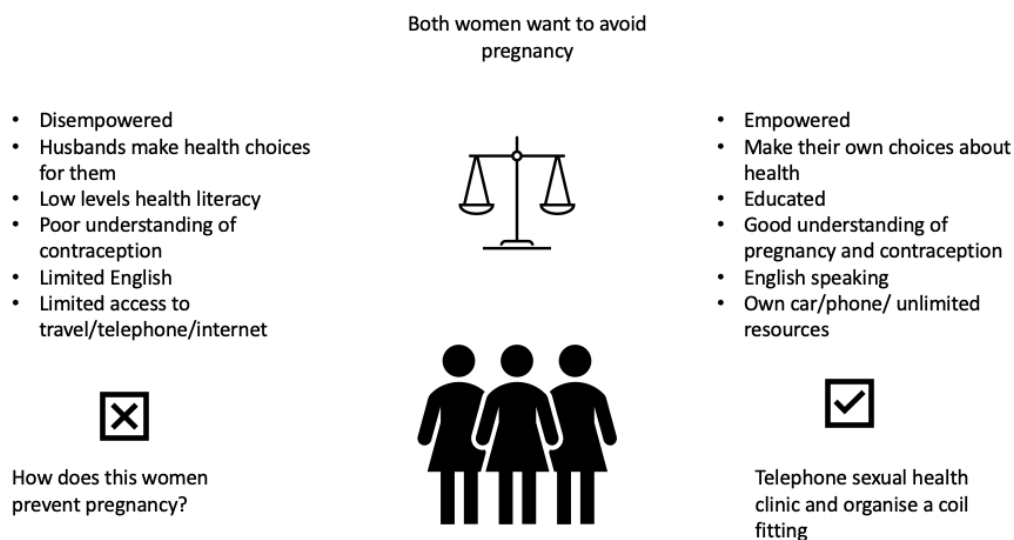 Both women want to avoid
pregnancy
• Disempowered
• Husbands make health choices
for them
• Low levels health literacy
• Poor understanding of
contraception
• Limited English
• Limited access to
travel/telephone/internet
How does this women
prevent pregnancy?
• Empowered
• Make their own choices about
health
• Educated
• Good understanding of
pregnancy and contraception
• English speaking
• Own car/phone/ unlimited
resources
Telephone sexual health
clinic and organise a coil
fitting